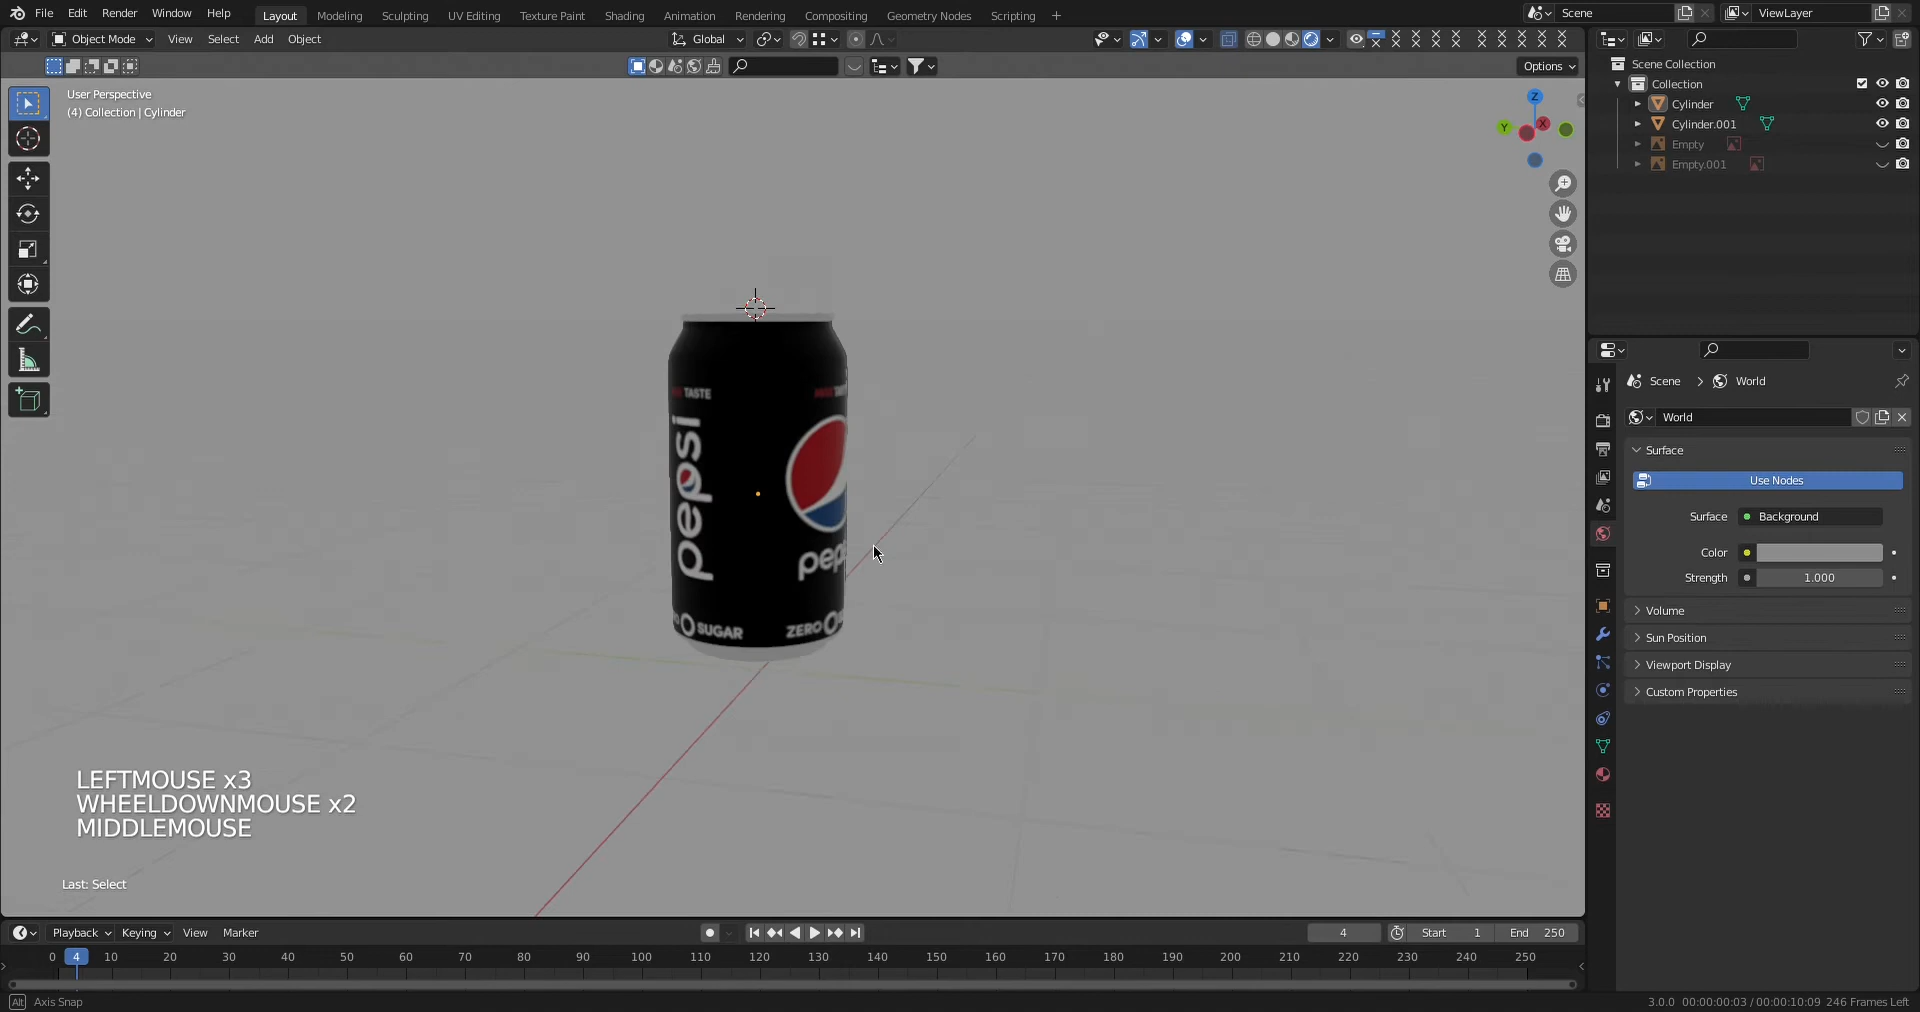 File Edit Render Window Help Layout Modeling Sculpting UV Editing Texture Paint Shading Animation Rendering Compositing Geometry Nodes Scripting +
Scene
ViewLayer
Object Mode View Select Add Object
Global
Options
User Perspective
(4) Collection | Cylinder
Z
Y
X
TASTE
pepsi
ZERO
SUGAR
LEFTMOUSE x3
WHEELDOWNMOUSE x2
MIDDLEMOUSE
Last: Select
Scene Collection
Collection
Cylinder
Cylinder.001
Empty
Empty.001
Scene > World
World
Surface
Use Nodes
Surface Background
Color
Strength 1.000
Volume
Sun Position
Viewport Display
Custom Properties
Playback Keying View Marker
4
Start 1
End 250
0 4 10 20 30 40 50 60 70 80 90 100 110 120 130 140 150 160 170 180 190 200 210 220 230 240 250
Alt Axis Snap
3.0.0 00:00:00:03 / 00:00:10:09 246 Frames Left